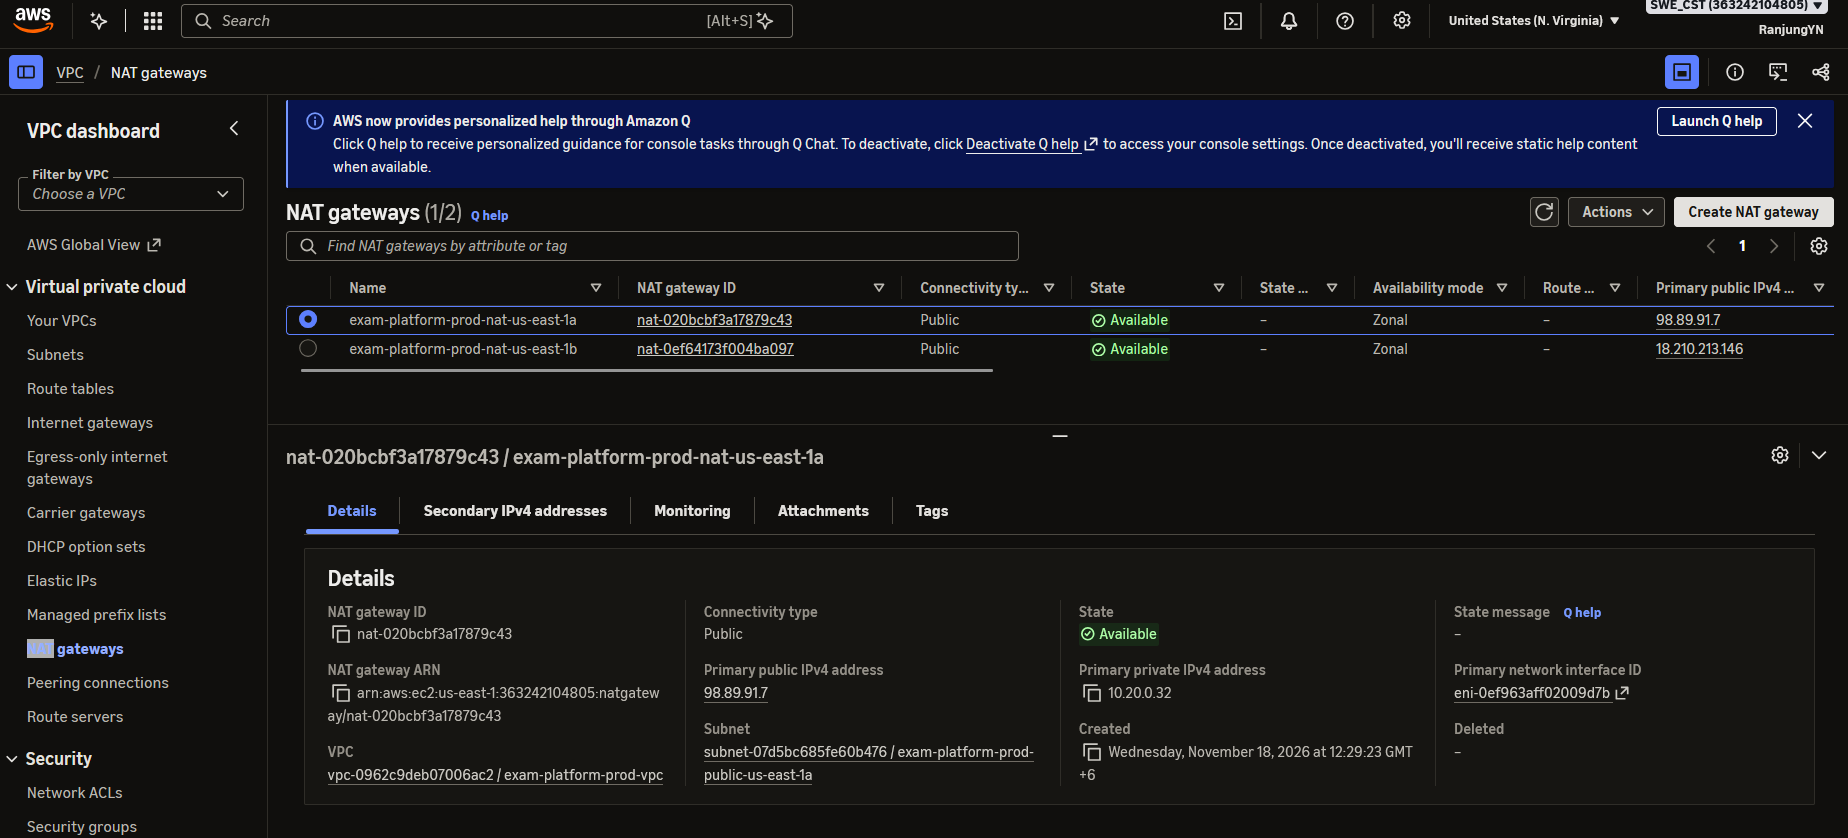 aws
Search
[Alt+S]
United States (N. Virginia)
SWE_CST (363242104805)
RanjungYN
VPC / NAT gateways
VPC dashboard
Filter by VPC
Choose a VPC
AWS Global View
Virtual private cloud
Your VPCs
Subnets
Route tables
Internet gateways
Egress-only internet
gateways
Carrier gateways
DHCP option sets
Elastic IPs
Managed prefix lists
NAT gateways
Peering connections
Route servers
Security
Network ACLs
Security groups
AWS now provides personalized help through Amazon Q
Click Q help to receive personalized guidance for console tasks through Q Chat. To deactivate, click Deactivate Q help to access your console settings. Once deactivated, you'll receive static help content
when available.
Launch Q help
NAT gateways (1/2) Q help
Actions
Create NAT gateway
Find NAT gateways by attribute or tag
1
Name NAT gateway ID Connectivity ty... State State ... Availability mode Route ... Primary public IPv4 ...
exam-platform-prod-nat-us-east-1a nat-020bcbf3a17879c43 Public Available – Zonal – 98.89.91.7
exam-platform-prod-nat-us-east-1b nat-0ef64173f004ba097 Public Available – Zonal – 18.210.213.146
nat-020bcbf3a17879c43 / exam-platform-prod-nat-us-east-1a
Details Secondary IPv4 addresses Monitoring Attachments Tags
Details
NAT gateway ID
nat-020bcbf3a17879c43
NAT gateway ARN
arn:aws:ec2:us-east-1:363242104805:natgatew
ay/nat-020bcbf3a17879c43
VPC
vpc-0962c9deb07006ac2 / exam-platform-prod-vpc
Connectivity type
Public
Primary public IPv4 address
98.89.91.7
Subnet
subnet-07d5bc685fe60b476 / exam-platform-prod-
public-us-east-1a
State
Available
Primary private IPv4 address
10.20.0.32
Created
Wednesday, November 18, 2026 at 12:29:23 GMT
+6
State message Q help
–
Primary network interface ID
eni-0ef963aff02009d7b
Deleted
–